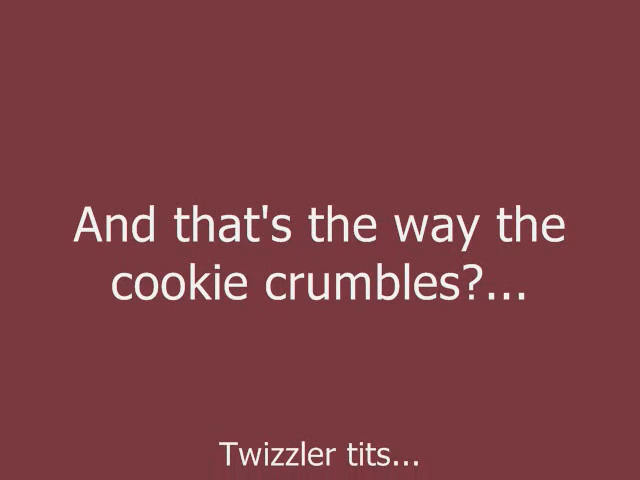 And that's the way the
cookie crumbles?...
Twizzler tits...